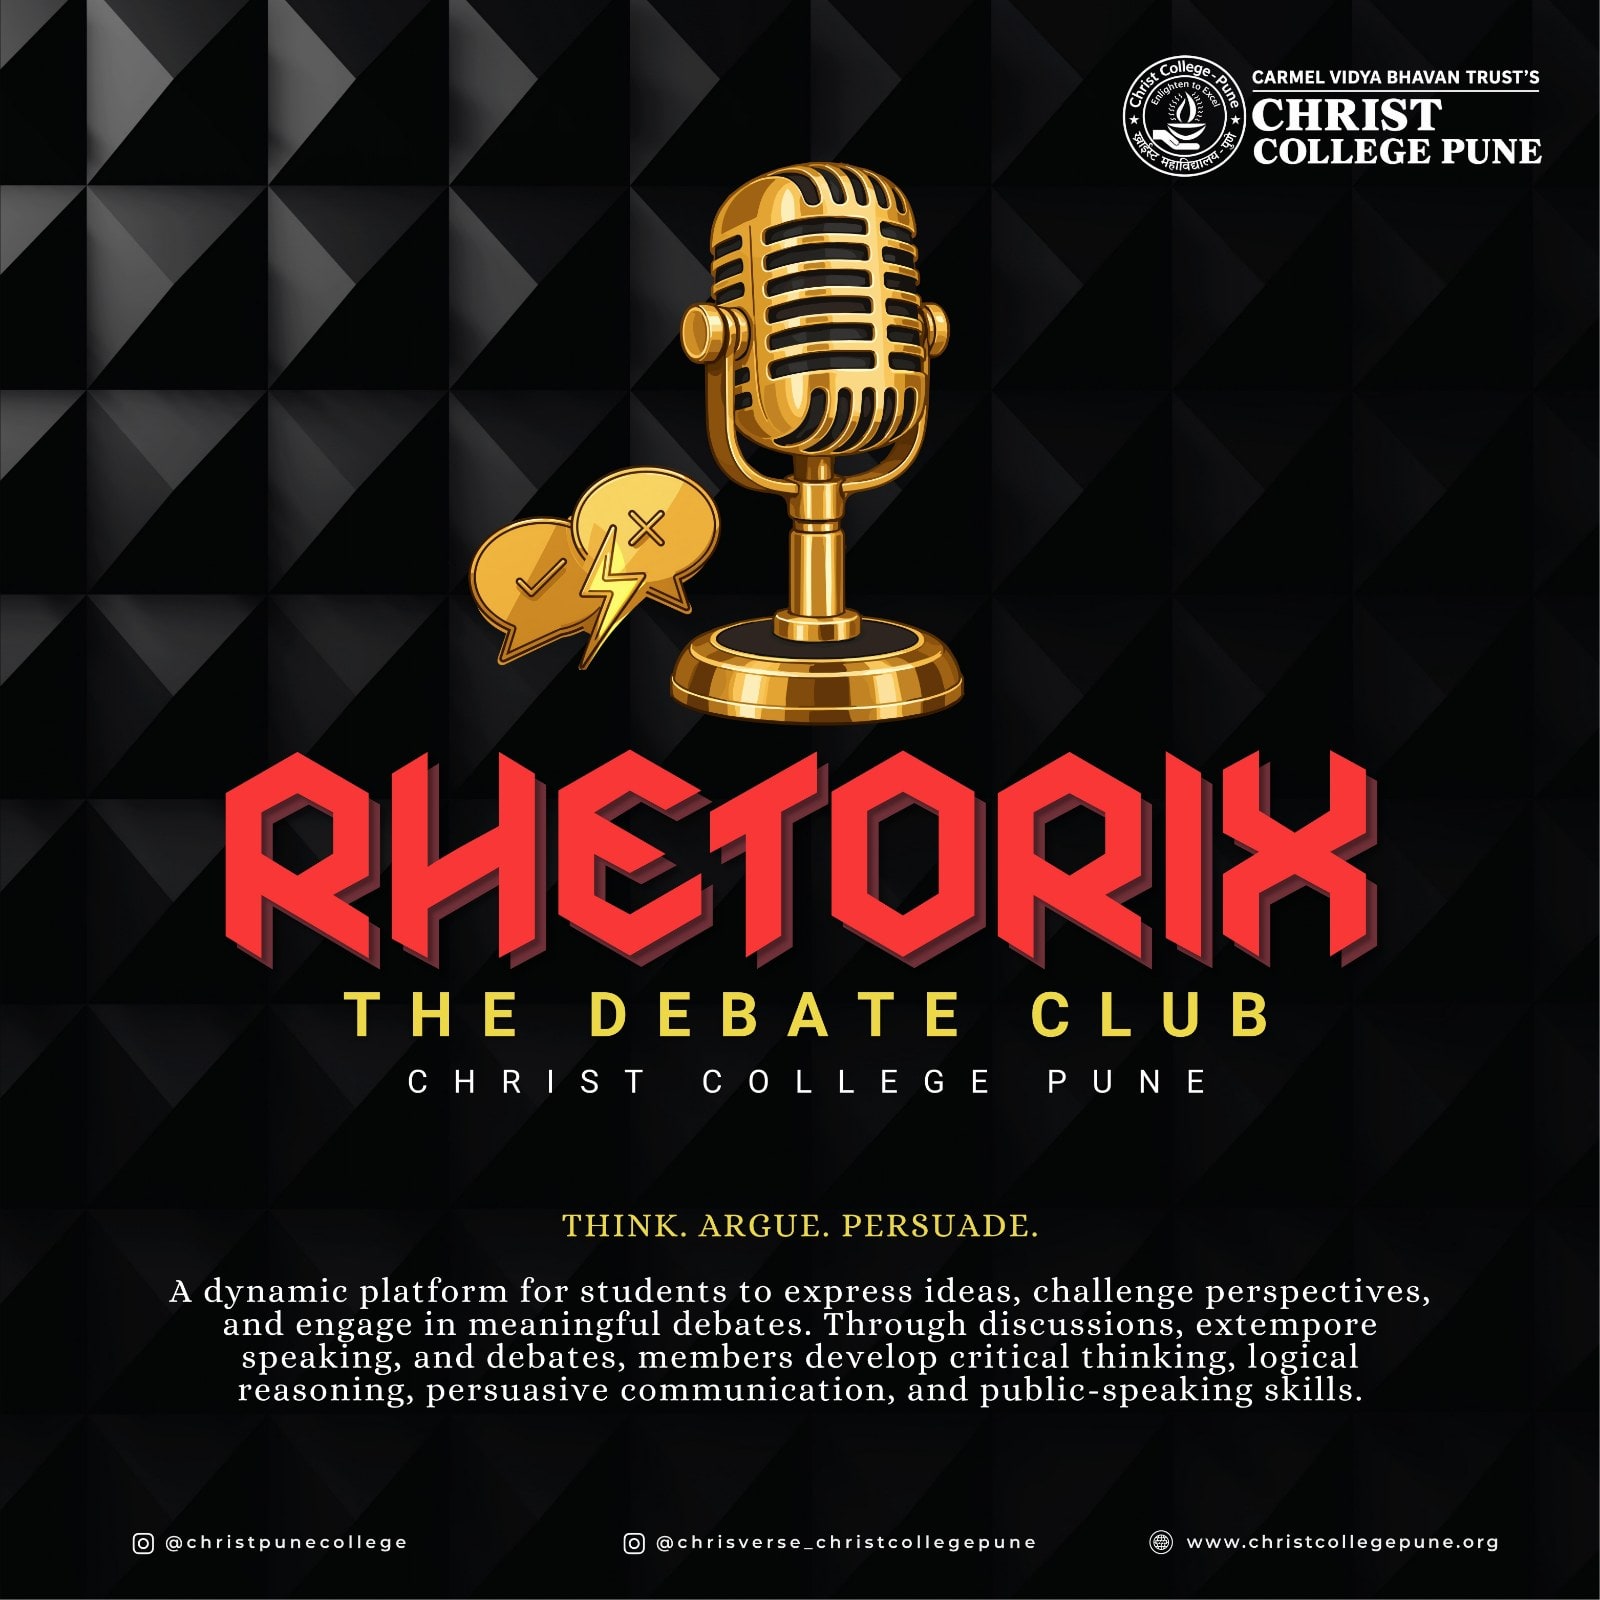 Christ College-Pune
Enlighten to Excel
ख्राईस्ट महाविद्यालय - पुणे
CARMEL VIDYA BHAVAN TRUST'S
CHRIST
COLLEGE PUNE
RHETORIX
THE DEBATE CLUB
CHRIST COLLEGE PUNE
THINK. ARGUE. PERSUADE.
A dynamic platform for students to express ideas, challenge perspectives,
and engage in meaningful debates. Through discussions, extempore
speaking, and debates, members develop critical thinking, logical
reasoning, persuasive communication, and public-speaking skills.
@christpunecollege
@chrisverse_christcollegepune
www.christcollegepune.org